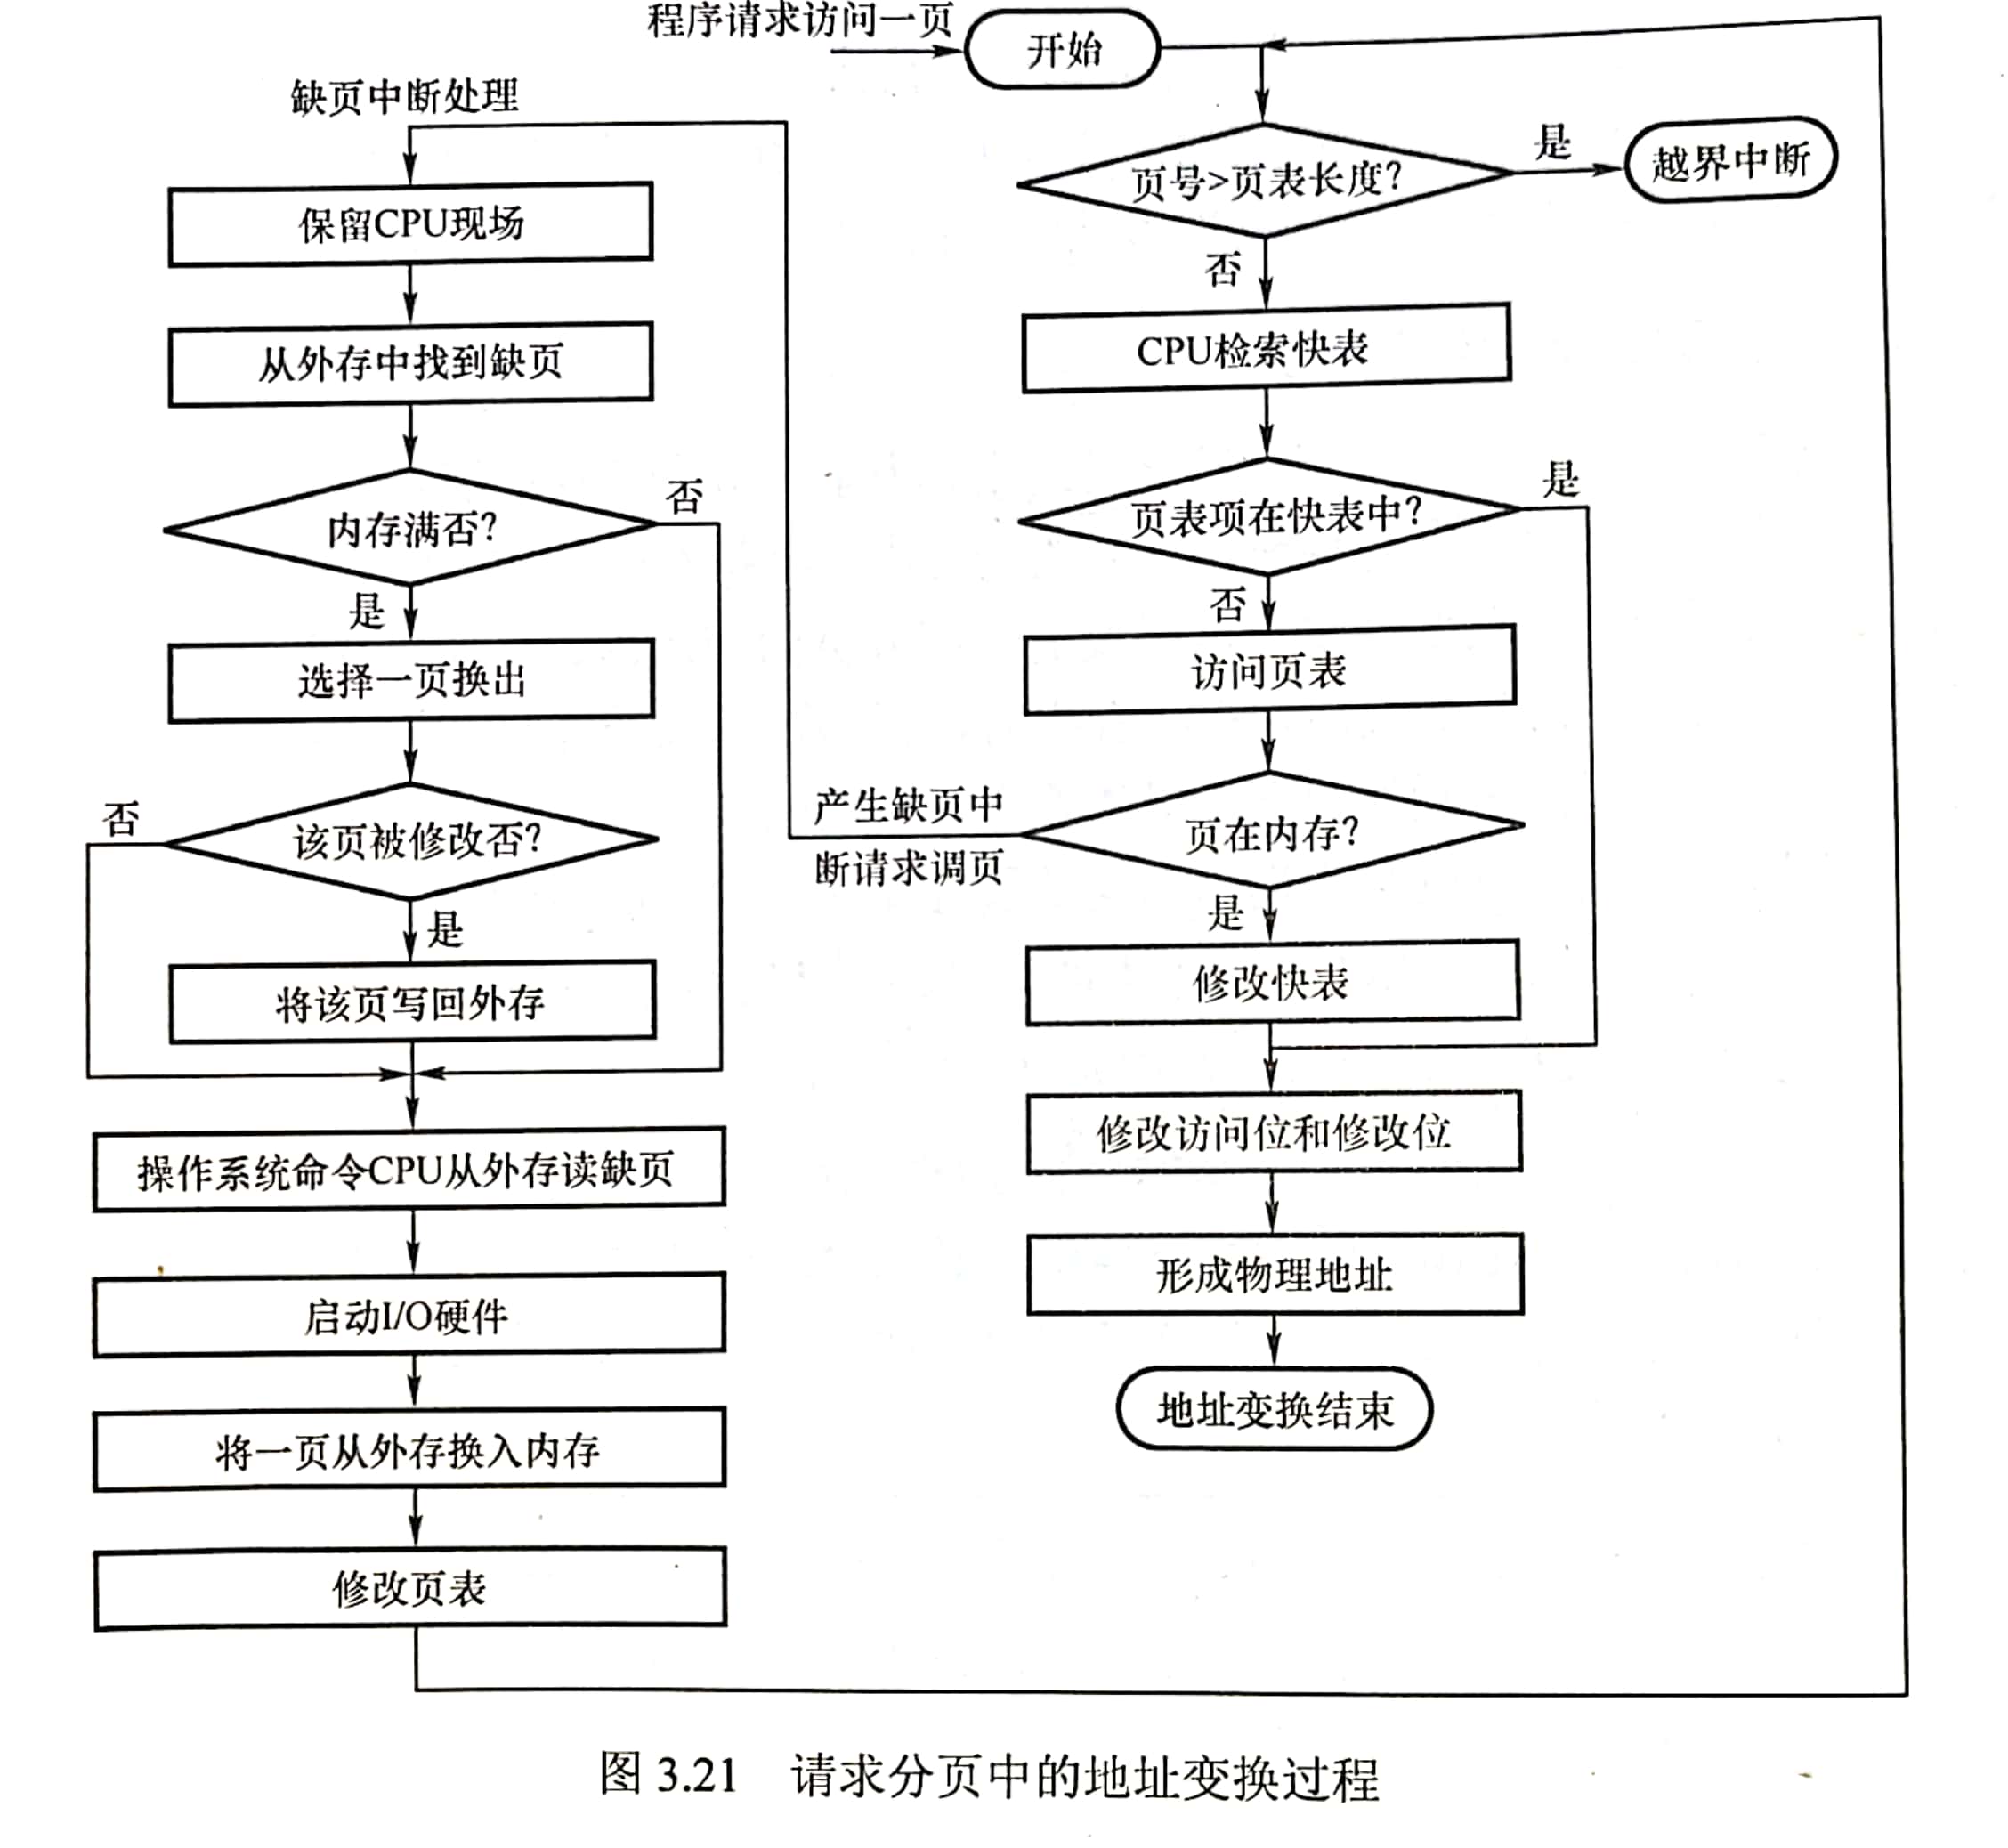 程序请求访问一页
开始
缺页中断处理
页号>页表长度?
是
越界中断
保留CPU现场
否
CPU检索快表
从外存中找到缺页
内存满否?
否
页表项在快表中?
是
是
否
选择一页换出
访问页表
该页被修改否?
否
产生缺页中
断请求调页
页在内存?
是
是
将该页写回外存
修改快表
操作系统命令CPU从外存读缺页
修改访问位和修改位
启动I/O硬件
形成物理地址
将一页从外存换入内存
地址变换结束
修改页表
图 3.21 请求分页中的地址变换过程